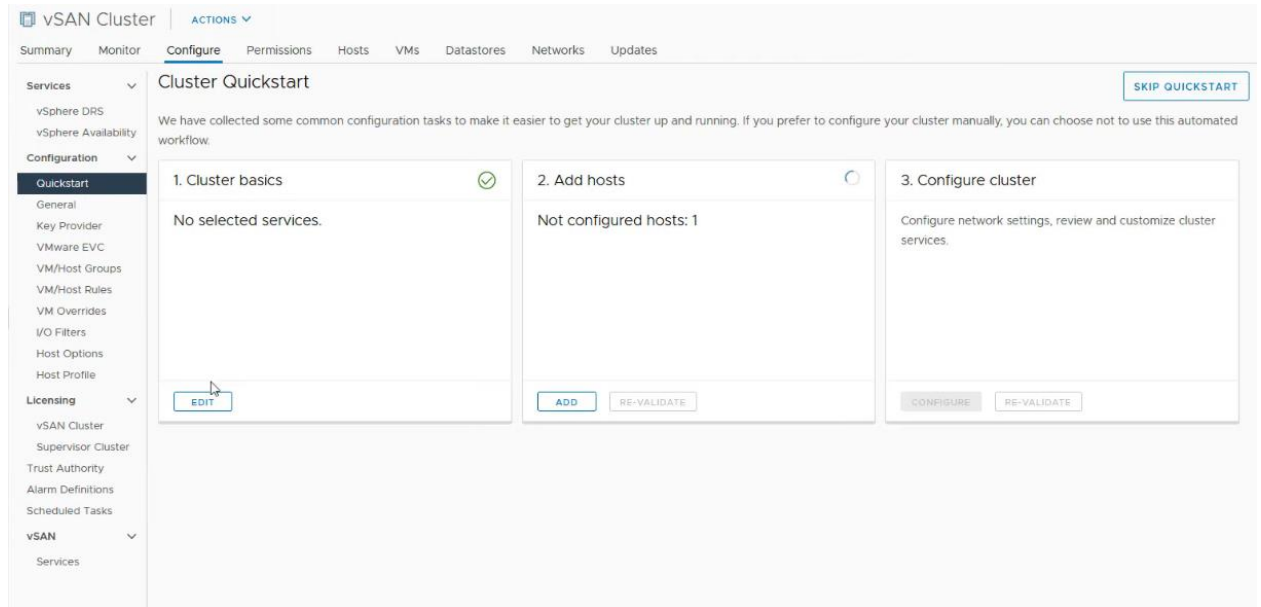 vSAN Cluster
ACTIONS
Summary Monitor Configure Permissions Hosts VMs Datastores Networks Updates
Services
vSphere DRS
vSphere Availability
Configuration
Quickstart
General
Key Provider
VMware EVC
VM/Host Groups
VM/Host Rules
VM Overrides
I/O Filters
Host Options
Host Profile
Licensing
vSAN Cluster
Supervisor Cluster
Trust Authority
Alarm Definitions
Scheduled Tasks
vSAN
Services
Cluster Quickstart
SKIP QUICKSTART
We have collected some common configuration tasks to make it easier to get your cluster up and running. If you prefer to configure your cluster manually, you can choose not to use this automated
workflow.
1. Cluster basics
No selected services.
EDIT
2. Add hosts
Not configured hosts: 1
ADD RE-VALIDATE
3. Configure cluster
Configure network settings, review and customize cluster
services.
CONFIGURE RE-VALIDATE